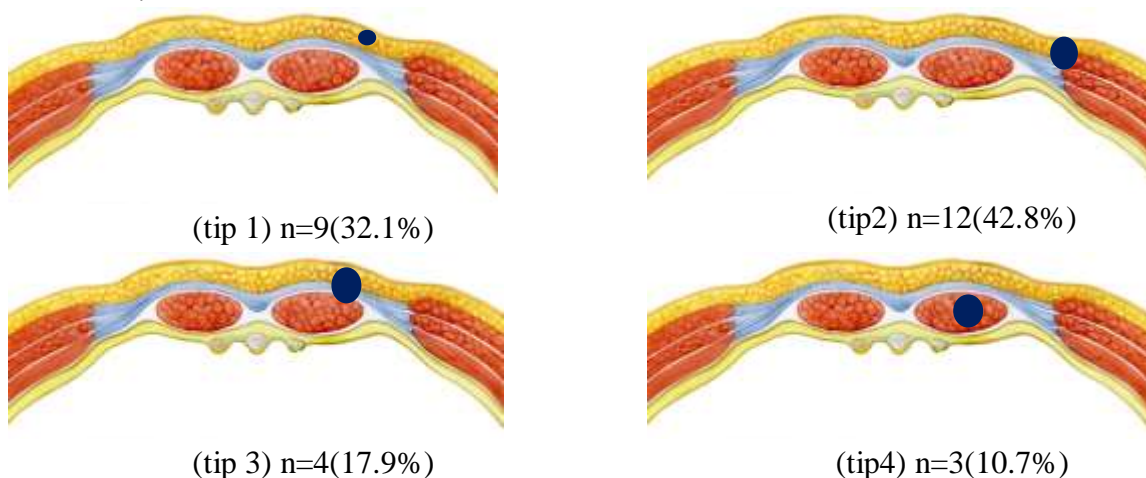 (tip 1) n=9(32.1%)
(tip2) n=12(42.8%)
(tip 3) n=4(17.9%)
(tip4) n=3(10.7%)